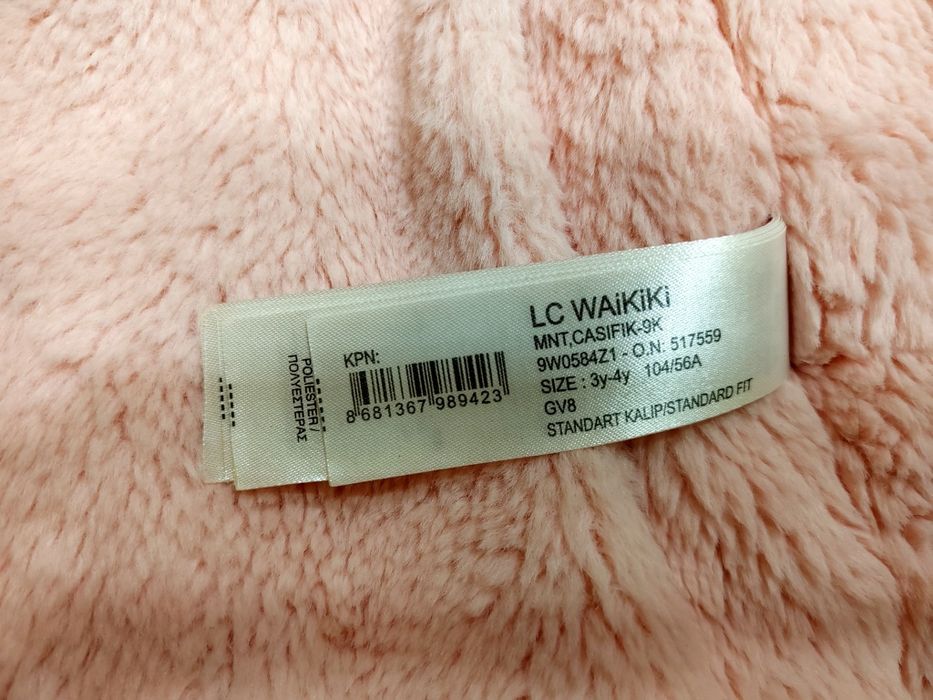 LC WAiKiKi
MNT,CASIFIK-9K
9W0584Z1 - O.N: 517559
SIZE : 3y-4y 104/56A
GV8
STANDART KALIP/STANDARD FIT
KPN:
8 681367 989423
POLIESTER /
ΠΟΛΥΕΣΤΕΡΑΣ